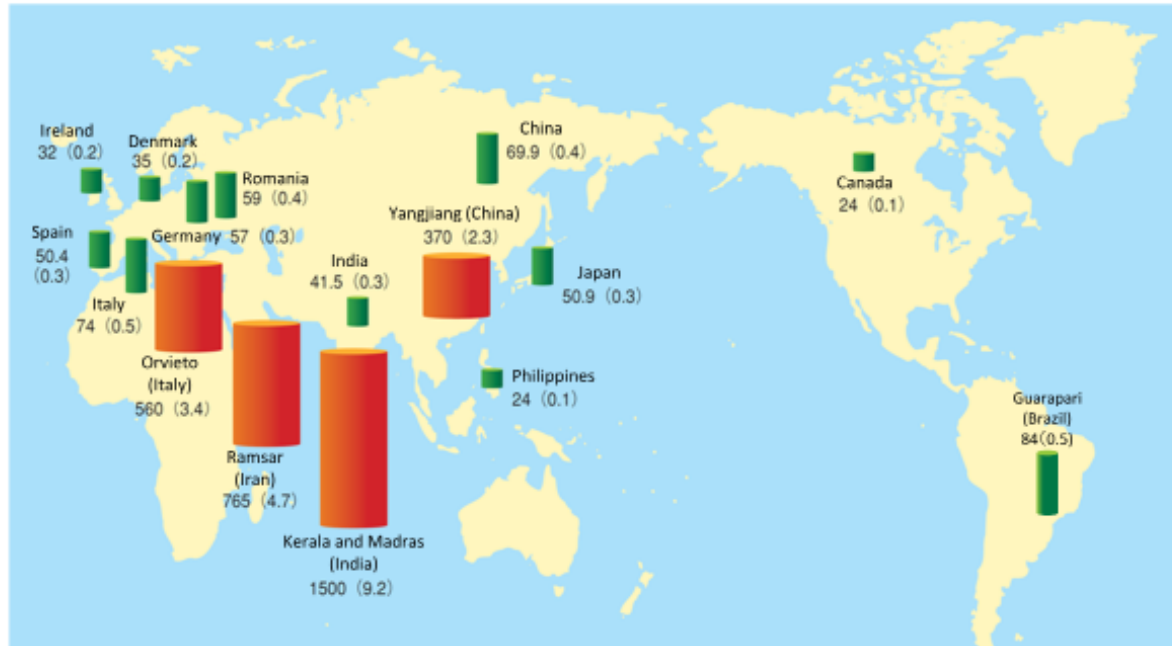 Ireland
32（0.2）
Denmark
35（0.2）
Romania
59（0.4）
Germany 57（0.3）
Spain
50.4
（0.3）
Italy
74（0.5）
Orvieto
(Italy)
560（3.4）
Ramsar
(Iran)
765（4.7）
India
41.5（0.3）
Kerala and Madras
(India)
1500（9.2）
China
69.9（0.4）
Yangjiang (China)
370（2.3）
Japan
50.9（0.3）
Philippines
24（0.1）
Canada
24（0.1）
Guarapari
(Brazil)
84(0.5)